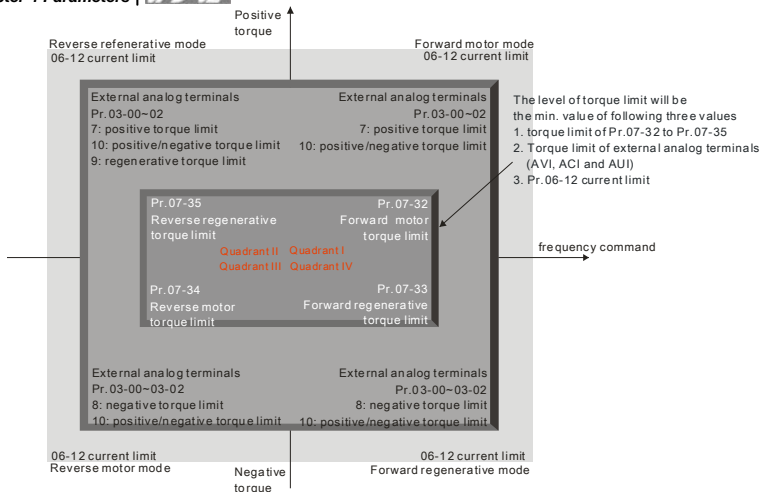 Parameters |
Positive
torque
Reverse refenerative mode
06-12 current limit
Forward motor mode
06-12 current limit
External analog terminals
Pr.03-00~02
7: positive torque limit
10: positive/negative torque limit
9: regenerative torque limit
External analog terminals
Pr.03-00~02
7: positive torque limit
10: positive/negative torque limit
The level of torque limit will be
the min. value of following three values
1. torque limit of Pr.07-32 to Pr.07-35
2. Torque limit of external analog terminals
(AVI, ACI and AUI)
3. Pr.06-12 current limit
Pr.07-35
Reverse regenerative
torque limit
Pr.07-32
Forward motor
torque limit
Quadrant II Quadrant I
Quadrant III Quadrant IV
frequency command
Pr.07-34
Reverse motor
torque limit
Pr.07-33
Forward regenerative
torque limit
External analog terminals
Pr.03-00~03-02
8: negative torque limit
10: positive/negative torque limit
External analog terminals
Pr.03-00~03-02
8: negative torque limit
10: positive/negative torque limit
06-12 current limit
Reverse motor mode
06-12 current limit
Forward regenerative mode
Negative
torque